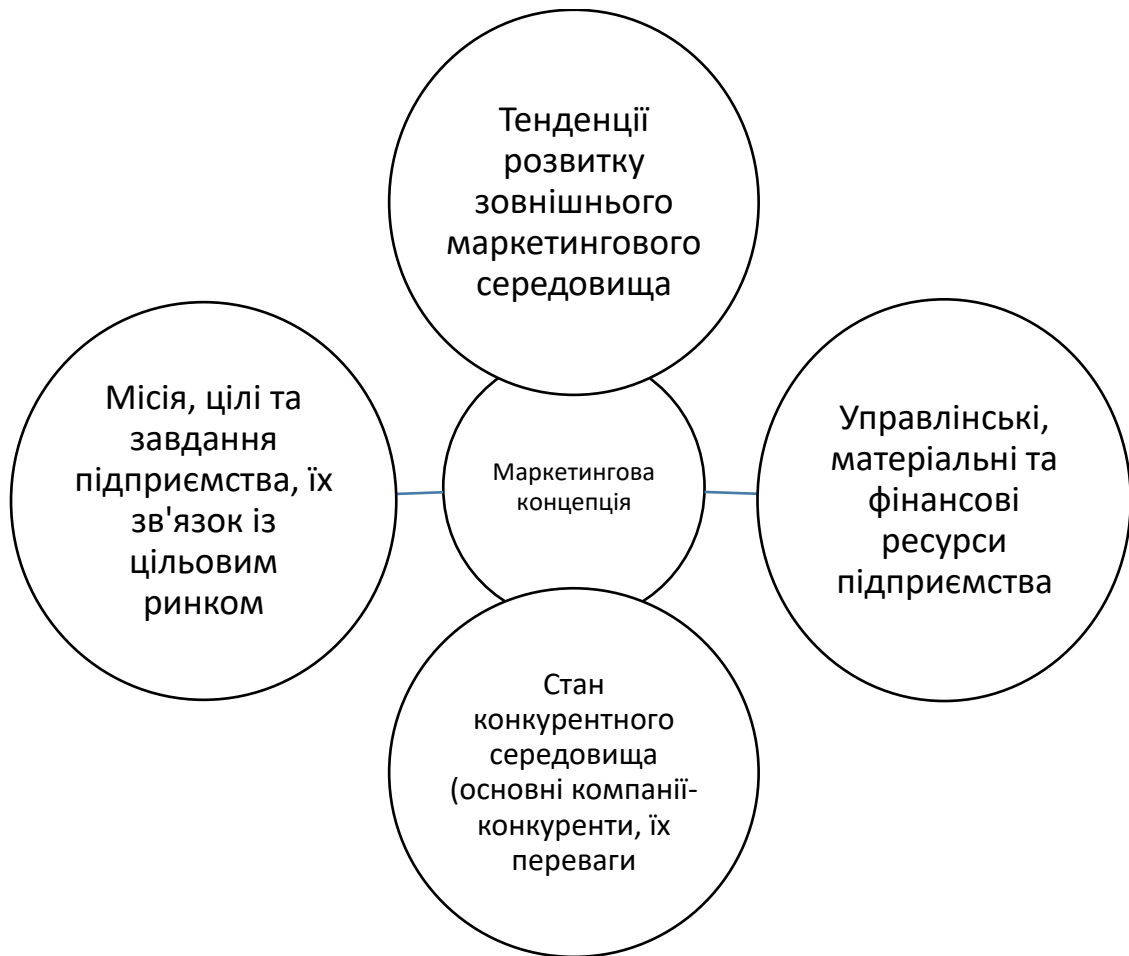 Тенденції
розвитку
зовнішнього
маркетингового
середовища
Місія, цілі та
завдання
підприємства, їх
зв'язок із
цільовим
ринком
Маркетингова
концепція
Управлінські,
матеріальні та
фінансові
ресурси
підприємства
Стан
конкурентного
середовища
(основні компанії-
конкуренти, їх
переваги